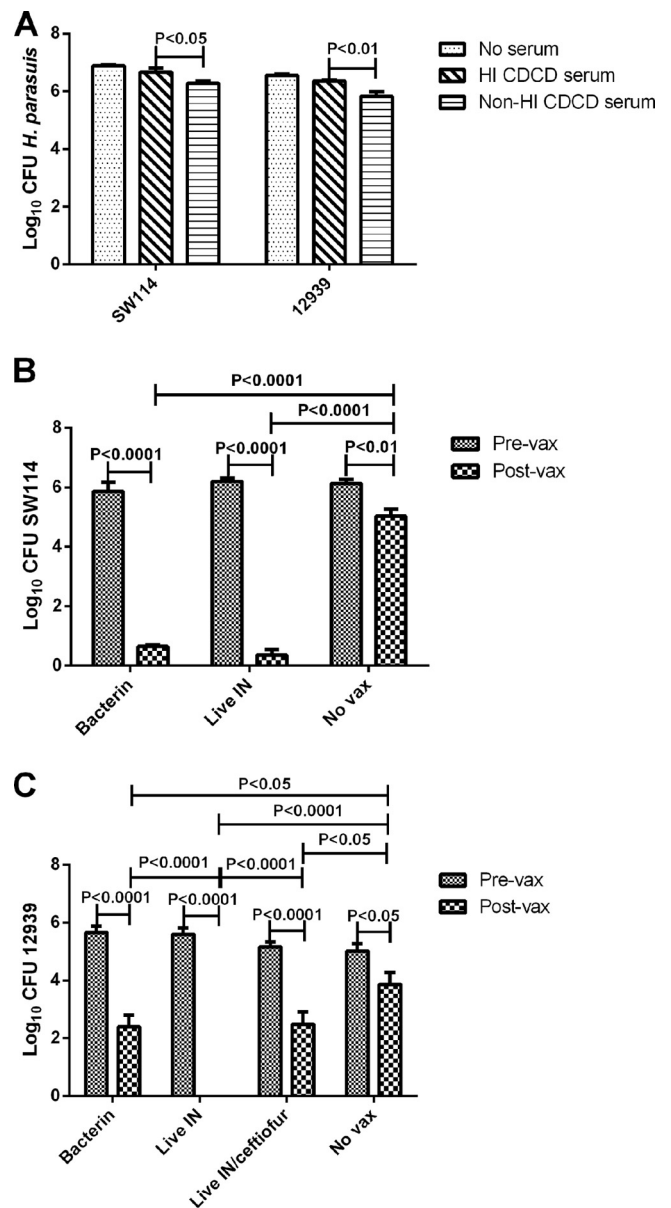 A
P<0.05
P<0.01
No serum
HI CDCD serum
Non-HI CDCD serum
Log10 CFU H. parasuis
8
6
4
2
0
SW114
12939
B
P<0.0001
P<0.0001
P<0.0001
P<0.0001
P<0.01
Pre-vax
Post-vax
Log10 CFU SW114
8
6
4
2
0
Bacterin
Live IN
No vax
C
P<0.05
P<0.0001
P<0.05
P<0.0001
P<0.0001
P<0.0001
P<0.0001
P<0.0001
P<0.05
Pre-vax
Post-vax
Log10 CFU 12939
8
6
4
2
0
Bacterin
Live IN
Live IN/ceftiofur
No vax